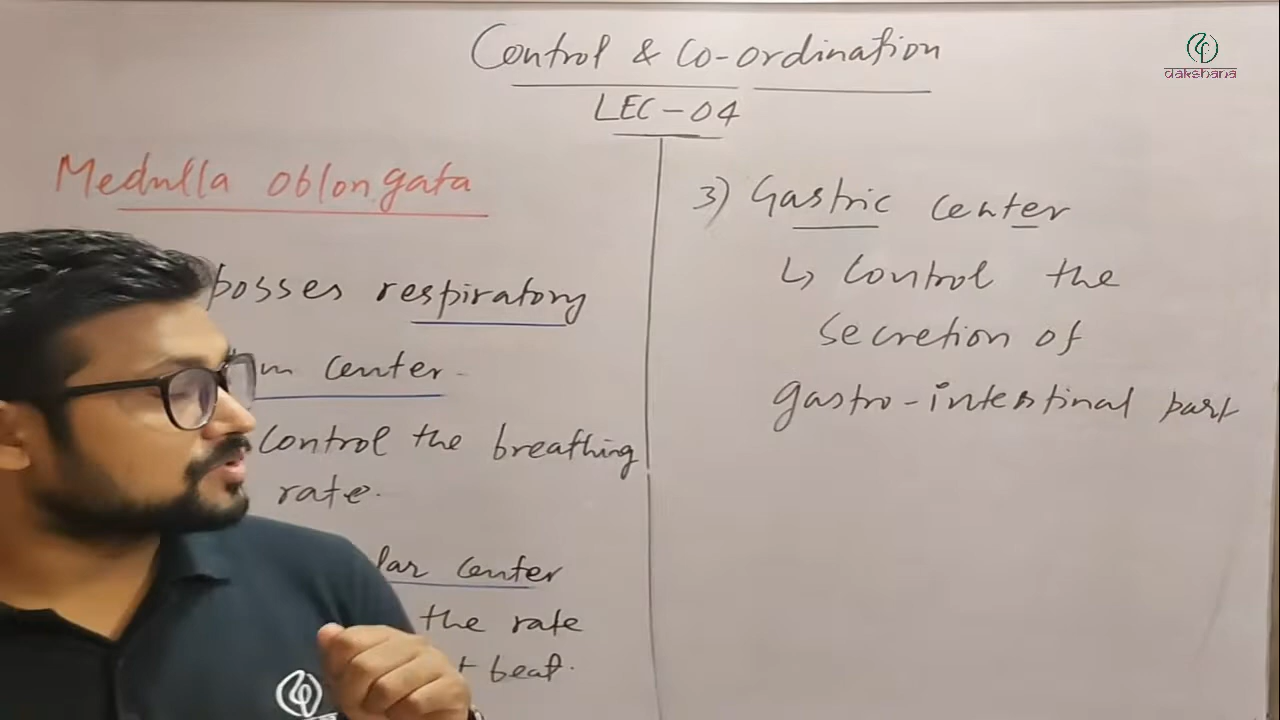 Control & Co-ordination
LEC-04
dakshana
Medulla oblongata
posses respiratory
center
control the breathing
rate.
center
the rate
beat.
3) Gastric center
↳ control the
secretion of
gastro-intestinal part